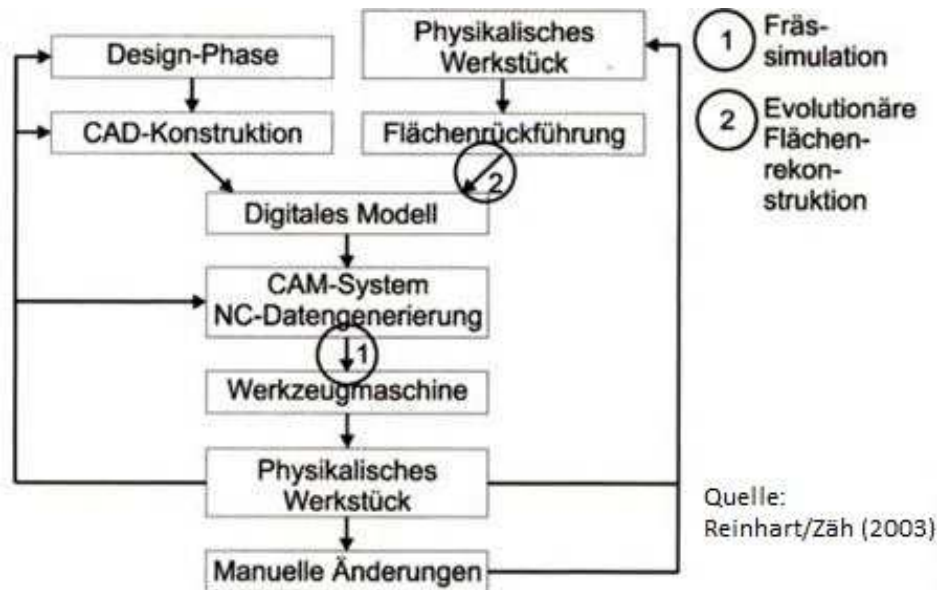 Design-Phase
Physikalisches
Werkstück
CAD-Konstruktion
Flächenrückführung
2
Digitales Modell
CAM-System
NC-Datengenerierung
1
Werkzeugmaschine
Physikalisches
Werkstück
Manuelle Änderungen
1
Fräs-
simulation
2
Evolutionäre
Flächen-
rekon-
struktion
Quelle:
Reinhart/Zäh (2003)